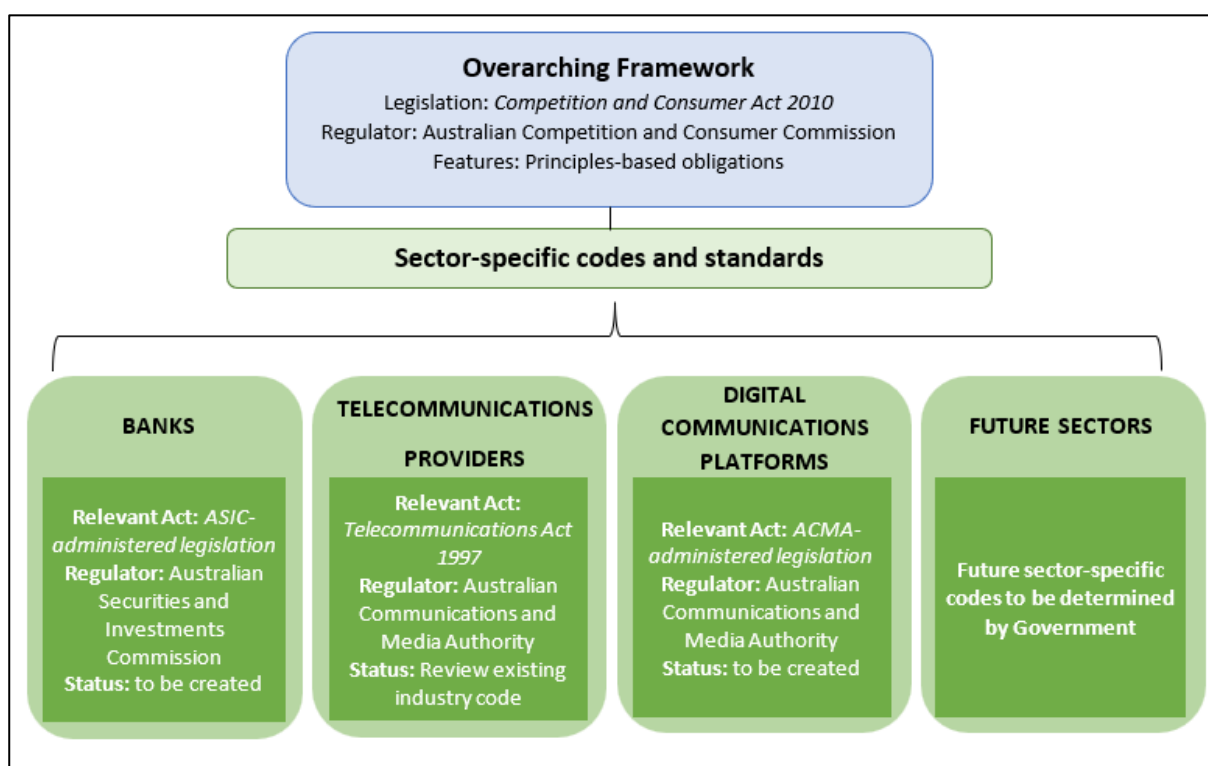 Overarching Framework
Legislation: Competition and Consumer Act 2010
Regulator: Australian Competition and Consumer Commission
Features: Principles-based obligations
Sector-specific codes and standards
BANKS
Relevant Act: ASIC-
administered legislation
Regulator: Australian
Securities and
Investments
Commission
Status: to be created
TELECOMMUNICATIONS
PROVIDERS
Relevant Act:
Telecommunications Act
1997
Regulator: Australian
Communications and
Media Authority
Status: Review existing
industry code
DIGITAL
COMMUNICATIONS
PLATFORMS
Relevant Act: ACMA-
administered legislation
Regulator: Australian
Communications and
Media Authority
Status: to be created
FUTURE SECTORS
Future sector-specific
codes to be determined
by Government